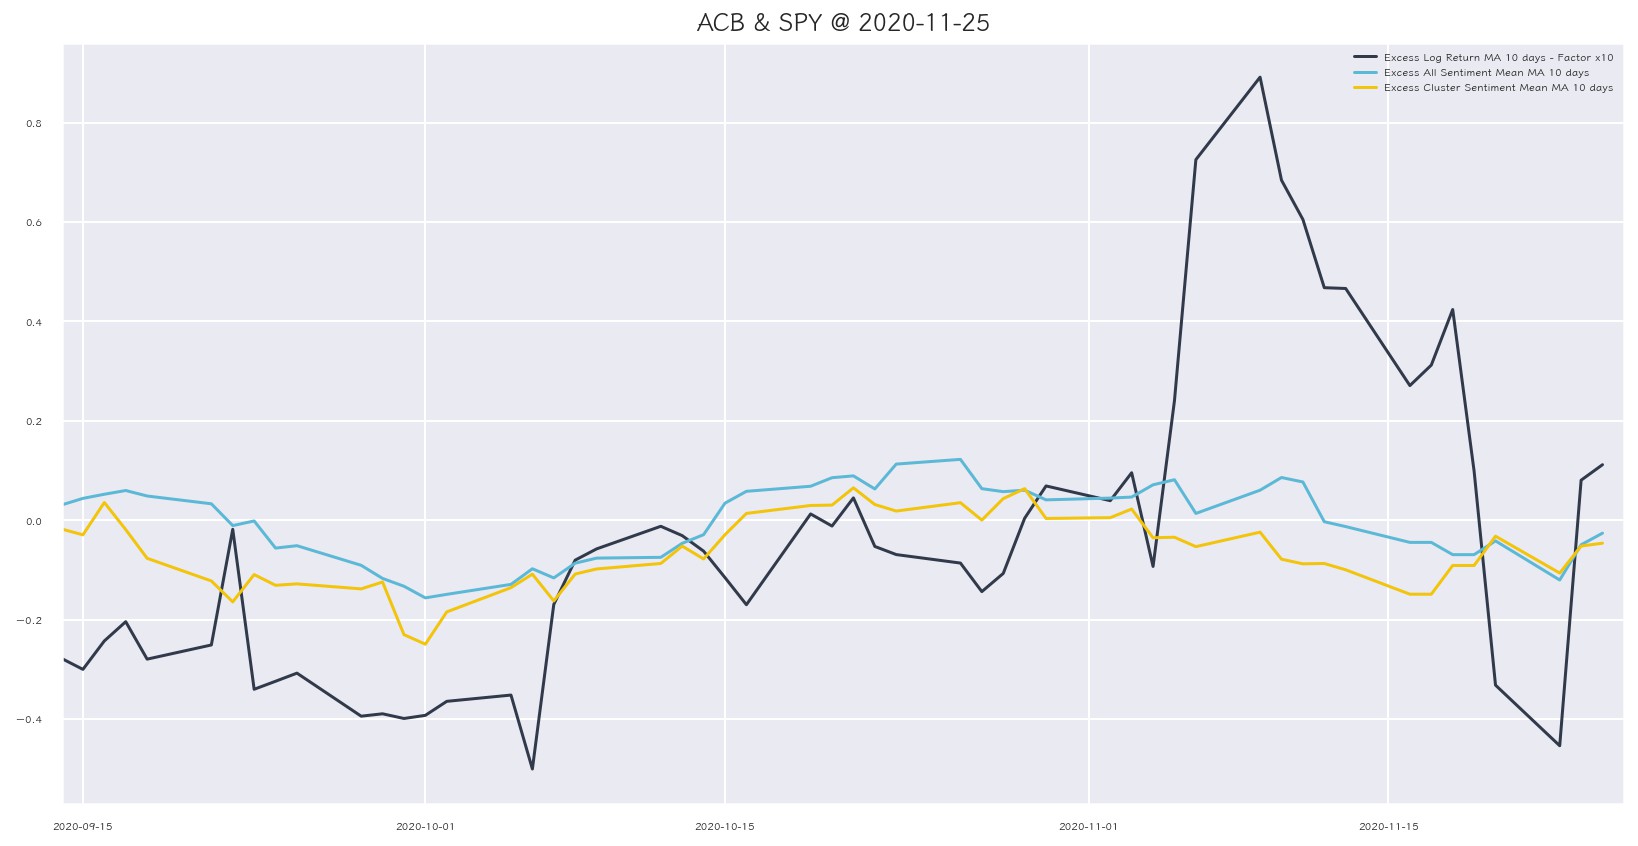 ACB & SPY @ 2020-11-25
Excess Log Return MA 10 days - Factor x10
Excess All Sentiment Mean MA 10 days
Excess Cluster Sentiment Mean MA 10 days
0.8
0.6
0.4
0.2
0.0
−0.2
−0.4
2020-09-15 2020-10-01 2020-10-15 2020-11-01 2020-11-15